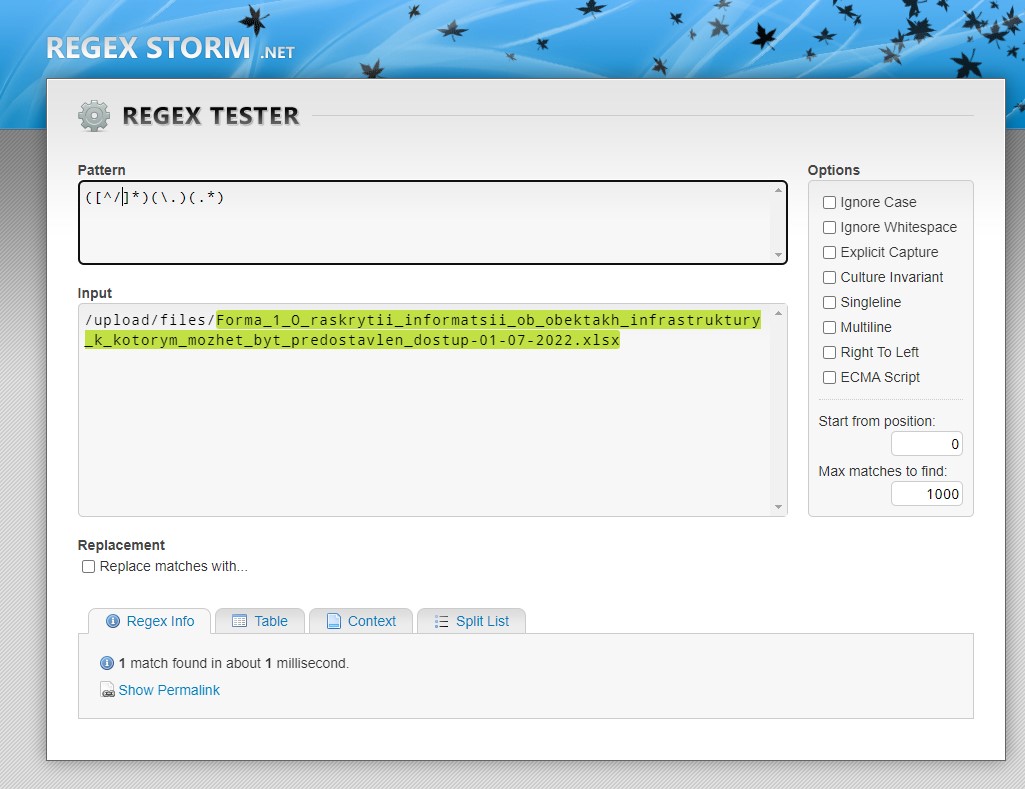 REGEX STORM .NET
REGEX TESTER
Pattern
([^/]*)(\.)(.*)
Options
Ignore Case
Ignore Whitespace
Explicit Capture
Culture Invariant
Singleline
Multiline
Right To Left
ECMA Script
Start from position:
0
Max matches to find:
1000
Input
/upload/files/Forma_1_O_raskrytii_informatsii_ob_obektakh_infrastruktury
_k_kotorym_mozhet_byt_predostavlen_dostup-01-07-2022.xlsx
Replacement
Replace matches with...
Regex Info
Table
Context
Split List
1 match found in about 1 millisecond.
Show Permalink